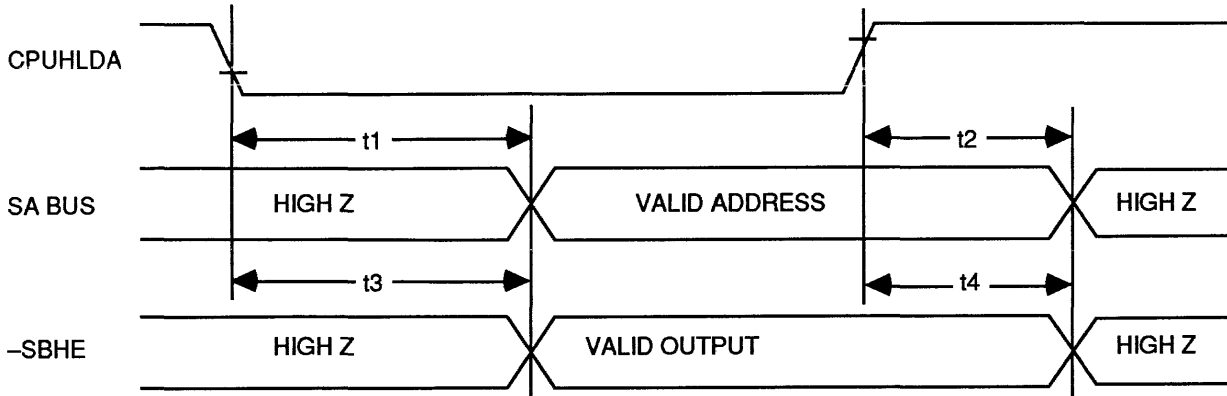 CPUHLDA
t1
t2
SA BUS
HIGH Z
VALID ADDRESS
HIGH Z
t3
t4
–SBHE
HIGH Z
VALID OUTPUT
HIGH Z